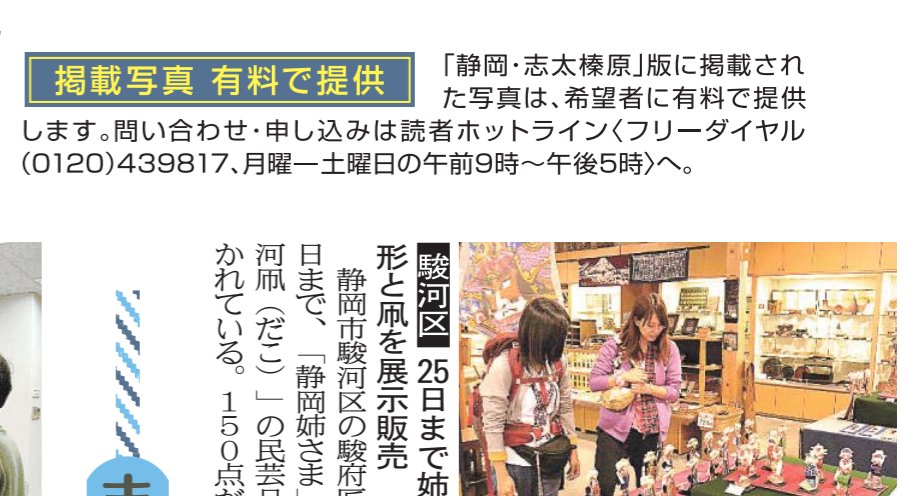 掲載写真 有料で提供
「静岡・志太榛原」版に掲載され
た写真は、希望者に有料で提供
します。問い合わせ・申し込みは読者ホットライン〈フリーダイヤル
(0120)439817、月曜―土曜日の午前9時～午後5時〉へ。
駿河区 25日まで姉
形と凧を展示販売
静岡市駿河区の駿府匠
日まで、「静岡姉さま」
河凧（だこ）」の民芸品
かれている。150点が